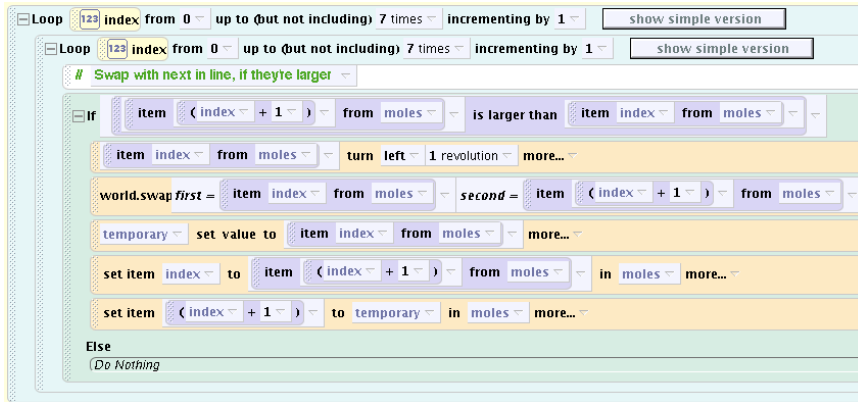 Loop 123 index from 0 up to (but not including) 7 times incrementing by 1 show simple version
Loop 123 index from 0 up to (but not including) 7 times incrementing by 1 show simple version
// Swap with next in line, if they're larger
If item (index + 1) from moles is larger than item index from moles
item index from moles turn left 1 revolution more...
world.swap first = item index from moles second = item (index + 1) from moles
temporary set value to item index from moles more...
set item index to item (index + 1) from moles in moles more...
set item (index + 1) to temporary in moles more...
Else
(Do Nothing